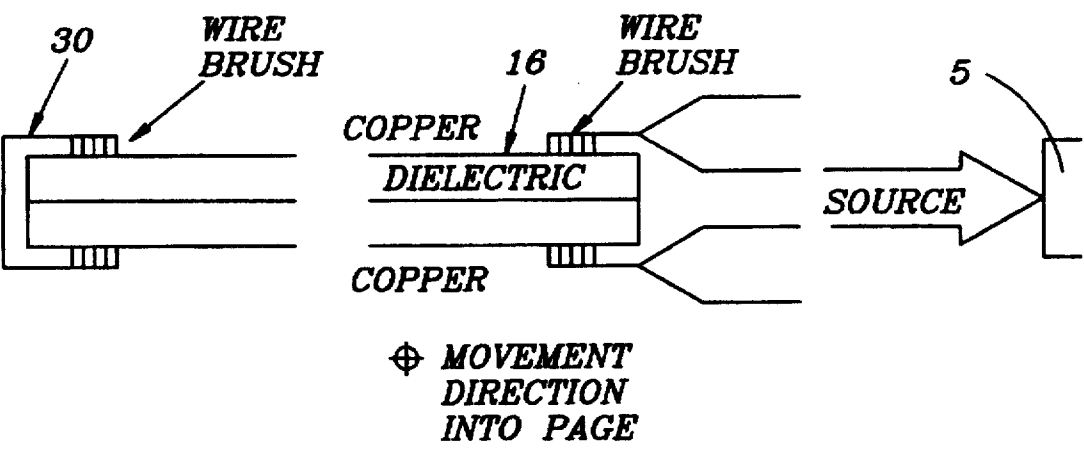 30
WIRE
BRUSH
16
WIRE
BRUSH
5
COPPER
DIELECTRIC
SOURCE
COPPER
MOVEMENT
DIRECTION
INTO PAGE